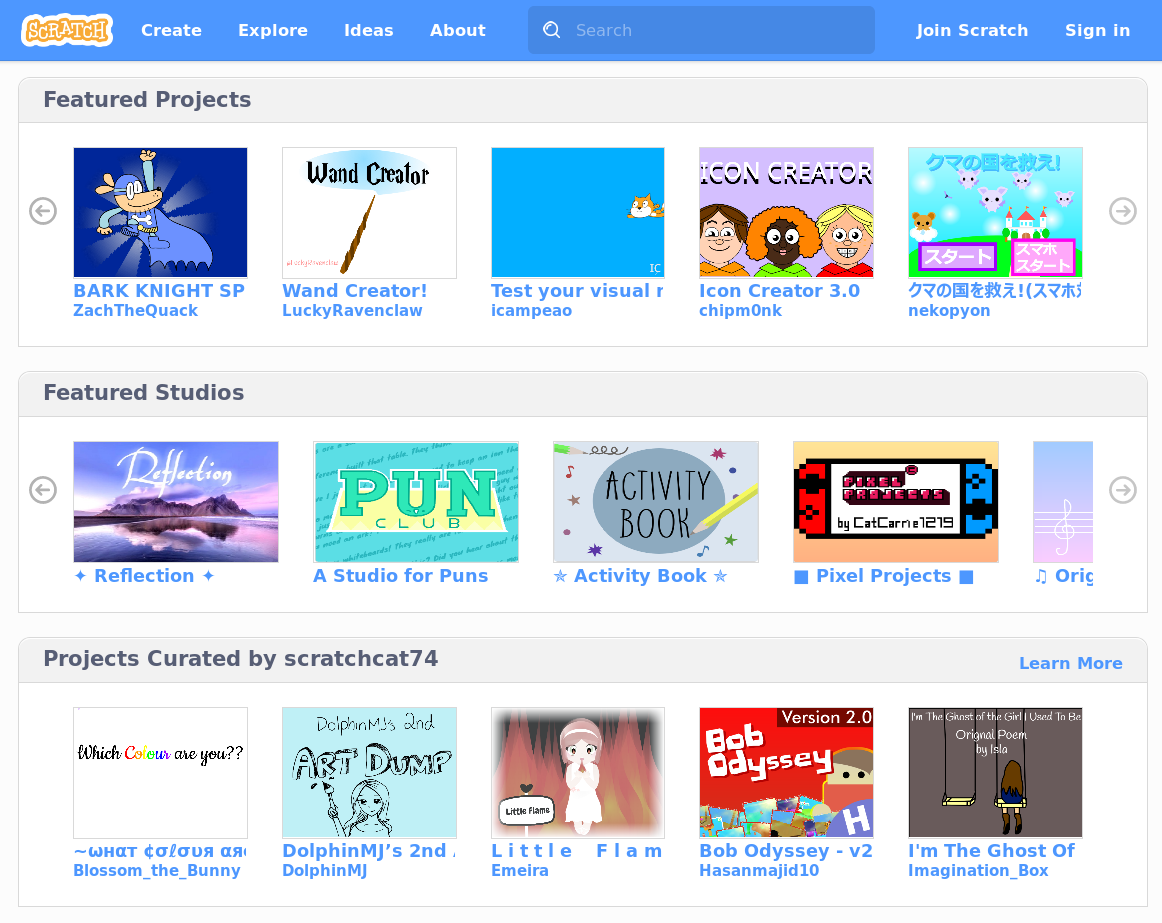 SCRATCH Create Explore Ideas About Search Join Scratch Sign in
Featured Projects
Wand Creator
LuckyRavenclaw
IC
ICON CREATOR
クマの国を救え!
スタート
スマホ
スタート
BARK KNIGHT SP
Wand Creator!
Test your visual r
Icon Creator 3.0
クマの国を救え!(スマホ対
ZachTheQuack
LuckyRavenclaw
icampeao
chipm0nk
nekopyon
Featured Studios
Reflection
PUN
CLUB
ACTIVITY
BOOK
PIXEL
PROJECTS
by CatCarrie1219
✦ Reflection ✦
A Studio for Puns
✯ Activity Book ✯
■ Pixel Projects ■
♫ Orig
Projects Curated by scratchcat74
Learn More
Which Colour are you??
DolphinMJ's 2nd
ART DUMP
Little Flame
Version 2.0
Bob
Odyssey
H
I'm The Ghost of the Girl I Used To Be
Orignal Poem
by Isla
~ωнαт ¢σℓσυя αяє
DolphinMJ’s 2nd A
L i t t l e   F l a m
Bob Odyssey - v2
I'm The Ghost Of
Blossom_the_Bunny
DolphinMJ
Emeira
Hasanmajid10
Imagination_Box